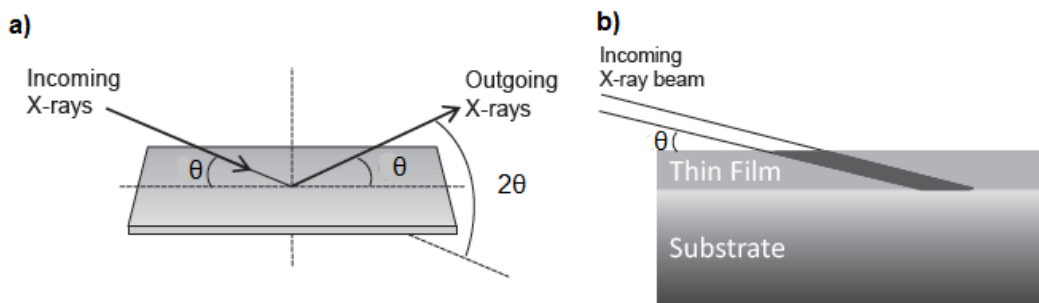 a)
Incoming
X-rays
Outgoing
X-rays
θ
θ
2θ
b)
Incoming
X-ray beam
θ
Thin Film
Substrate